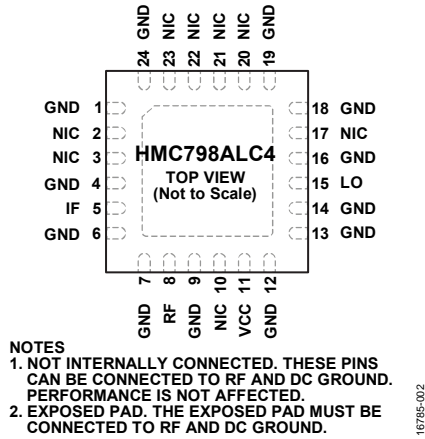 24 GND
23 NIC
22 NIC
21 NIC
20 NIC
19 GND
GND 1
NIC 2
NIC 3
GND 4
IF 5
GND 6
HMC798ALC4
TOP VIEW
(Not to Scale)
18 GND
17 NIC
16 GND
15 LO
14 GND
13 GND
GND 7
RF 8
GND 9
NIC 10
VCC 11
GND 12
NOTES
1. NOT INTERNALLY CONNECTED. THESE PINS
CAN BE CONNECTED TO RF AND DC GROUND.
PERFORMANCE IS NOT AFFECTED.
2. EXPOSED PAD. THE EXPOSED PAD MUST BE
CONNECTED TO RF AND DC GROUND.
16785-002